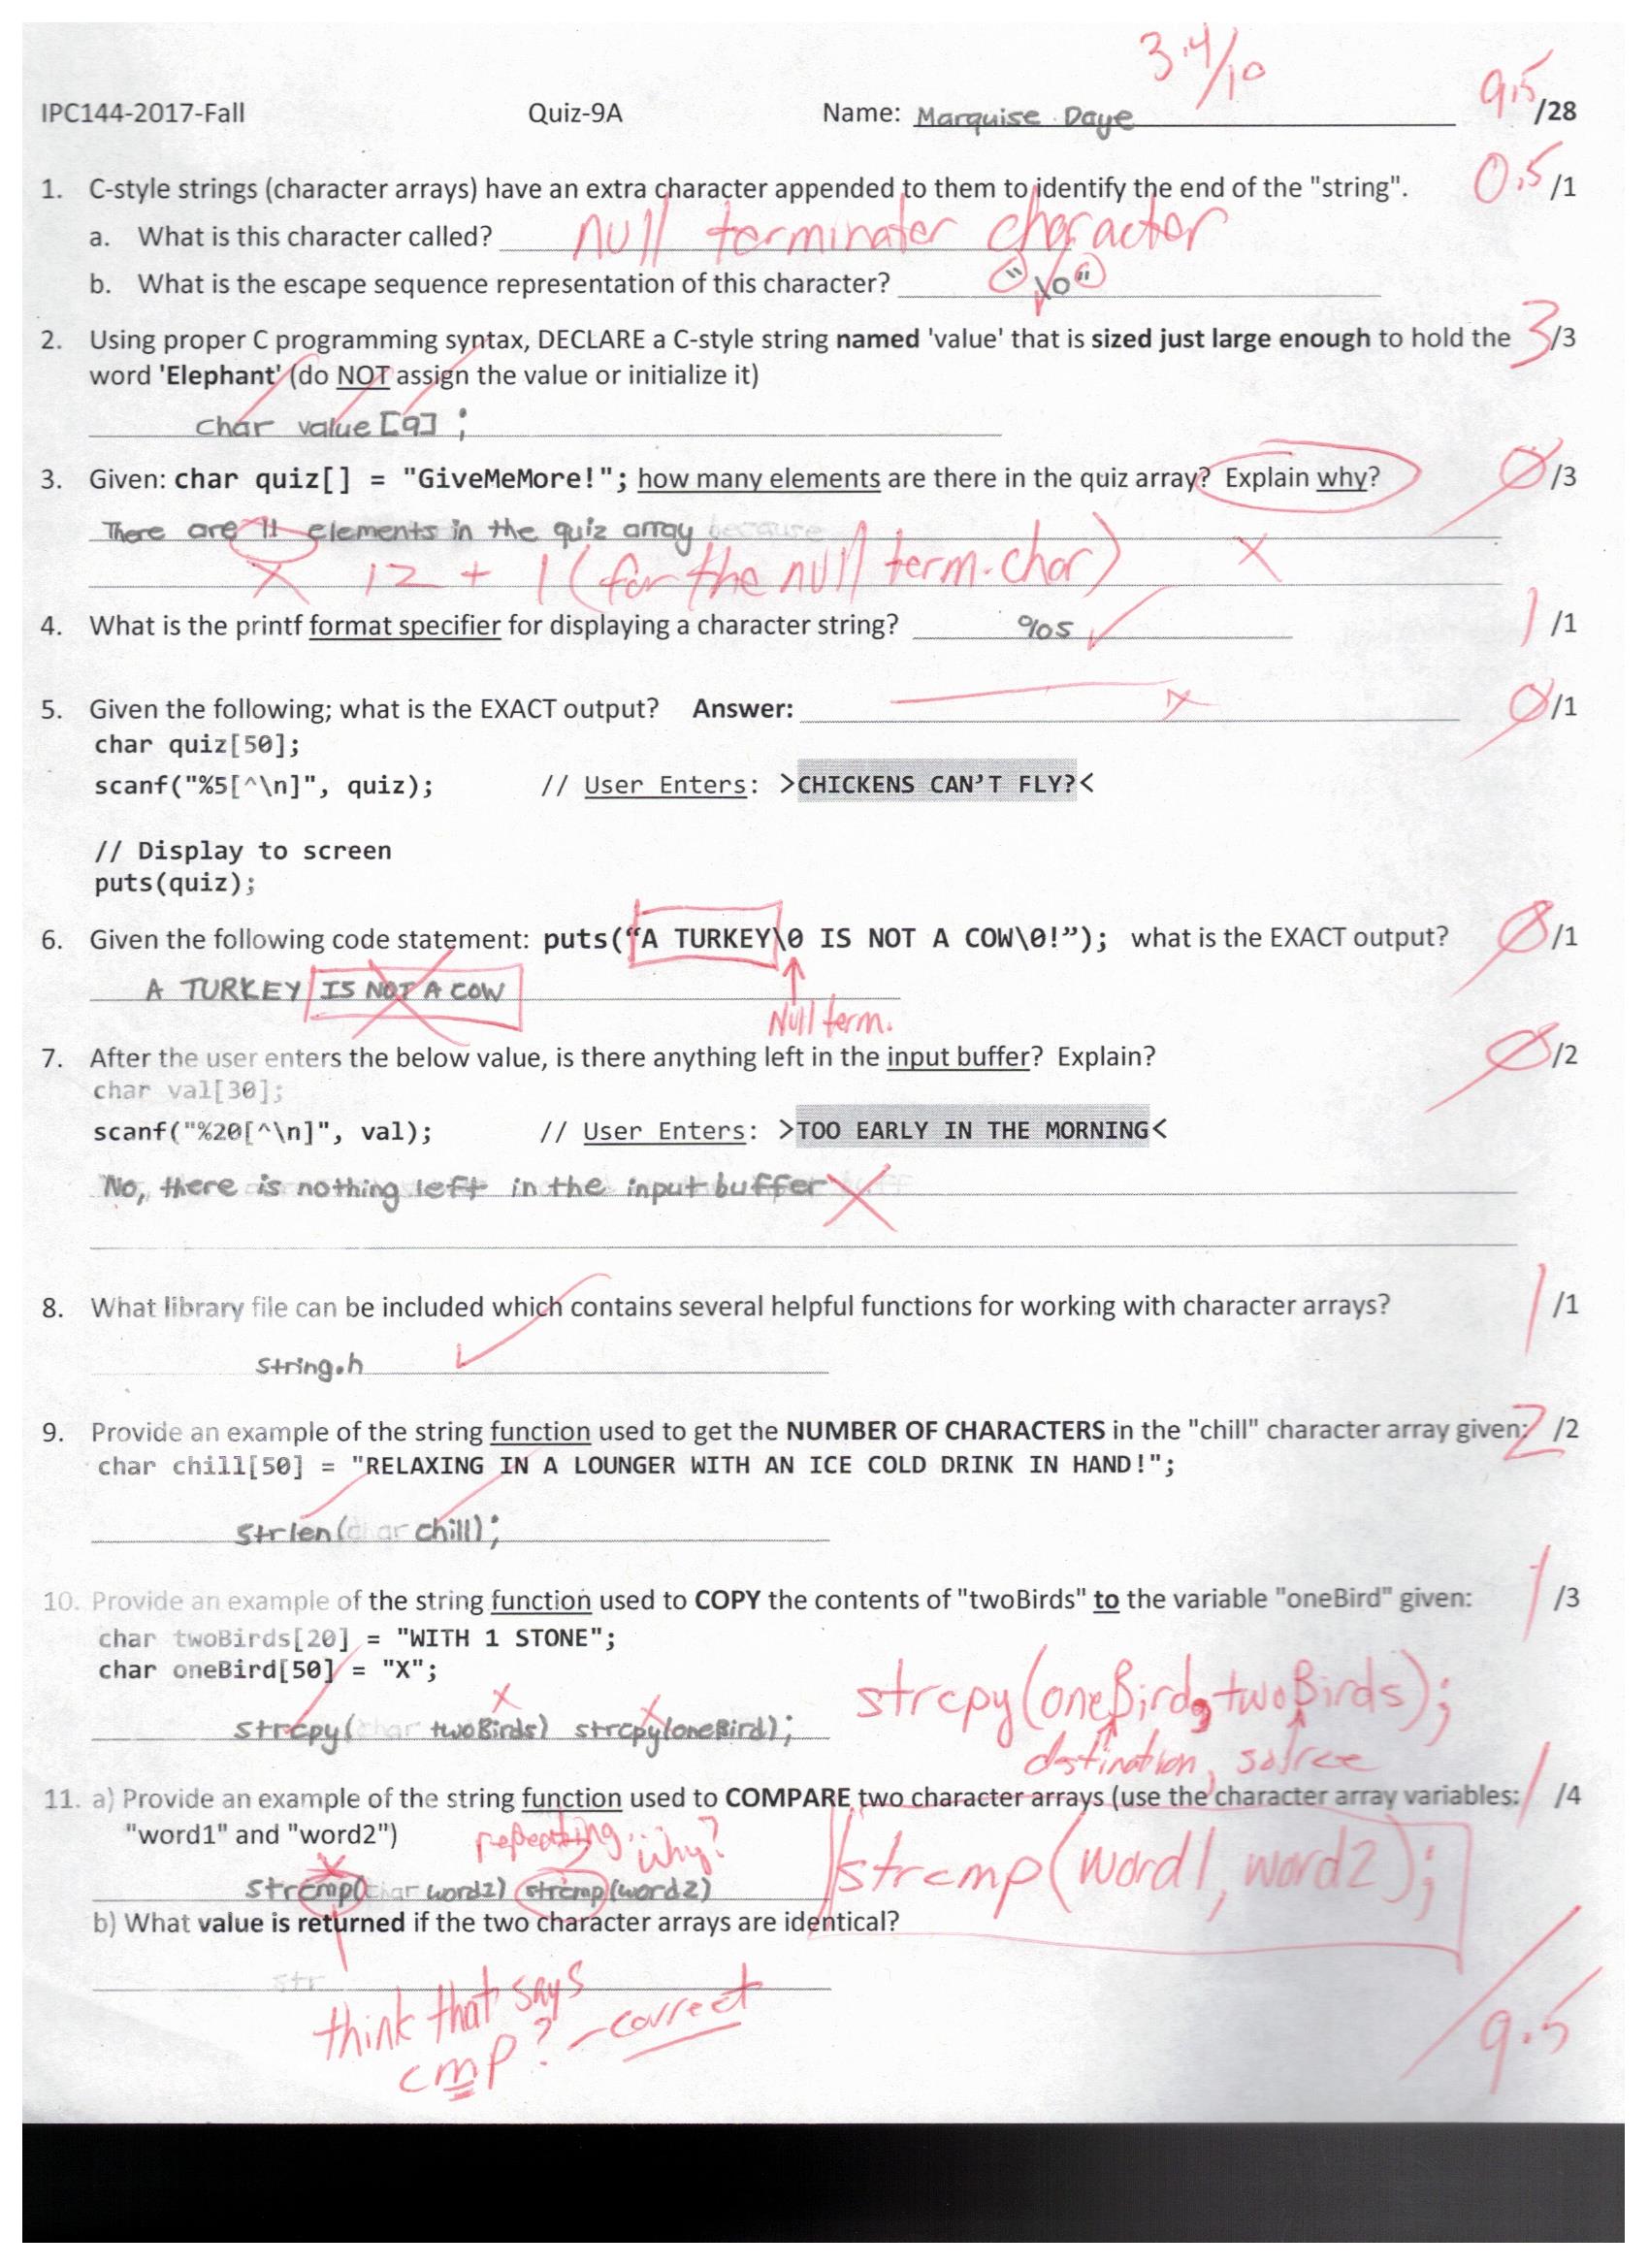 3.4/10
IPC144-2017-Fall Quiz-9A Name: Marquise Daye 9.5/28
1. C-style strings (character arrays) have an extra character appended to them to identify the end of the "string". 0.5/1
a. What is this character called? null terminater character
b. What is the escape sequence representation of this character? "\0"
2. Using proper C programming syntax, DECLARE a C-style string named 'value' that is sized just large enough to hold the 3/3
word 'Elephant' (do NOT assign the value or initialize it)
char value[9];
3. Given: char quiz[] = "GiveMeMore!"; how many elements are there in the quiz array? Explain why? 0/3
There are 11 elements in the quiz array because
X 12 + 1 (for the null term. char) X
4. What is the printf format specifier for displaying a character string? %s 1/1
5. Given the following; what is the EXACT output? Answer: X 0/1
char quiz[50];
scanf("%5[^\n]", quiz); // User Enters: >CHICKENS CAN'T FLY?<
// Display to screen
puts(quiz);
6. Given the following code statement: puts("A TURKEY\0 IS NOT A COW\0!"); what is the EXACT output? 0/1
A TURKEY IS NOT A COW
Null term.
7. After the user enters the below value, is there anything left in the input buffer? Explain? 0/2
char val[30];
scanf("%20[^\n]", val); // User Enters: >TOO EARLY IN THE MORNING<
No, there is nothing left in the input buffer X
8. What library file can be included which contains several helpful functions for working with character arrays? 1/1
string.h
9. Provide an example of the string function used to get the NUMBER OF CHARACTERS in the "chill" character array given: 2/2
char chill[50] = "RELAXING IN A LOUNGER WITH AN ICE COLD DRINK IN HAND!";
strlen(char chill);
10. Provide an example of the string function used to COPY the contents of "twoBirds" to the variable "oneBird" given: 1/3
char twoBirds[20] = "WITH 1 STONE";
char oneBird[50] = "X";
strcpy(char twoBirds) strcpy(oneBird); strcpy(oneBird, twoBirds);
dstination, solrce
11. a) Provide an example of the string function used to COMPARE two character arrays (use the character array variables: 1/4
"word1" and "word2")
repeating.. why?
strcmp(char word1) strcmp(word2) strcmp(word1, word2);
b) What value is returned if the two character arrays are identical?
str
think that says
cmp? - correct
9.5